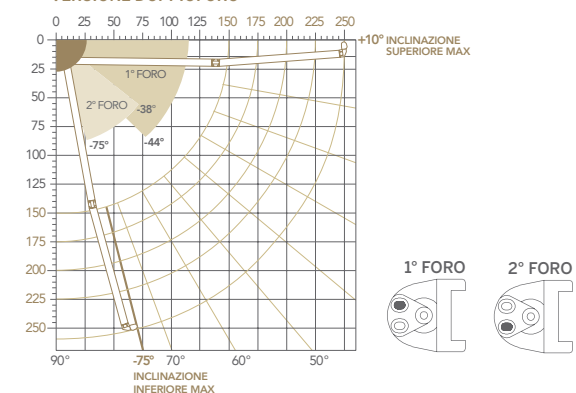 0 25 50 75 100 125 150 175 200 225 250
+10° INCLINAZIONE
SUPERIORE MAX
0
25
50
75
100
125
150
175
200
225
250
1° FORO
2° FORO
-38°
-44°
-75°
1° FORO
2° FORO
90°
-75°
70°
60°
50°
INCLINAZIONE
INFERIORE MAX